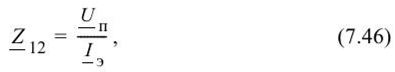 Z̲₁₂ = U̲ₙ / I̲ₔ, (7.46)